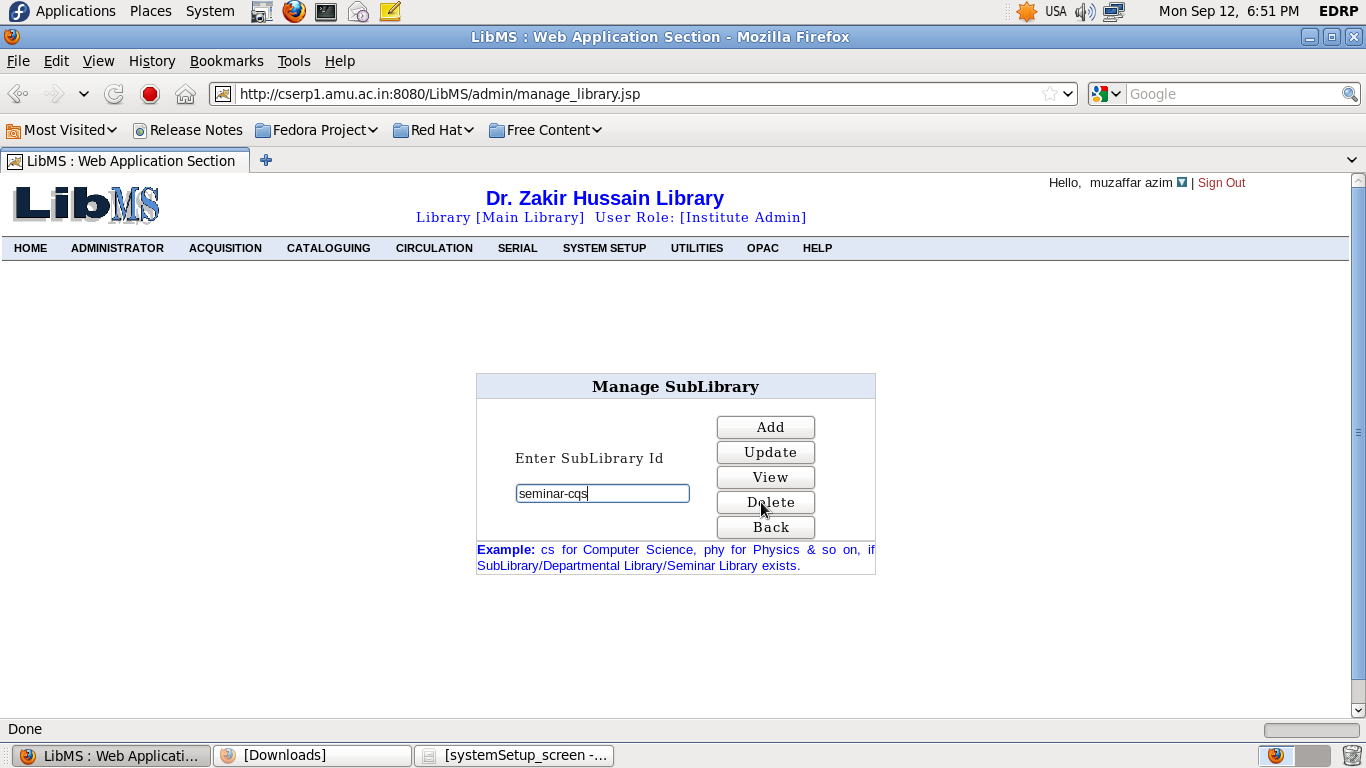 Applications Places System USA Mon Sep 12, 6:51 PM EDRP
LibMS : Web Application Section - Mozilla Firefox
File Edit View History Bookmarks Tools Help
http://cserp1.amu.ac.in:8080/LibMS/admin/manage_library.jsp Google
Most Visited Release Notes Fedora Project Red Hat Free Content
LibMS : Web Application Section
Hello, muzaffar azim | Sign Out
LibMS
Dr. Zakir Hussain Library
Library [Main Library] User Role: [Institute Admin]
HOME ADMINISTRATOR ACQUISITION CATALOGUING CIRCULATION SERIAL SYSTEM SETUP UTILITIES OPAC HELP
Manage SubLibrary
Add
Update
Enter SubLibrary Id
View
seminar-cqs
Delete
Back
Example: cs for Computer Science, phy for Physics & so on, if
SubLibrary/Departmental Library/Seminar Library exists.
Done
LibMS : Web Applicati... [Downloads] [systemSetup_screen -...